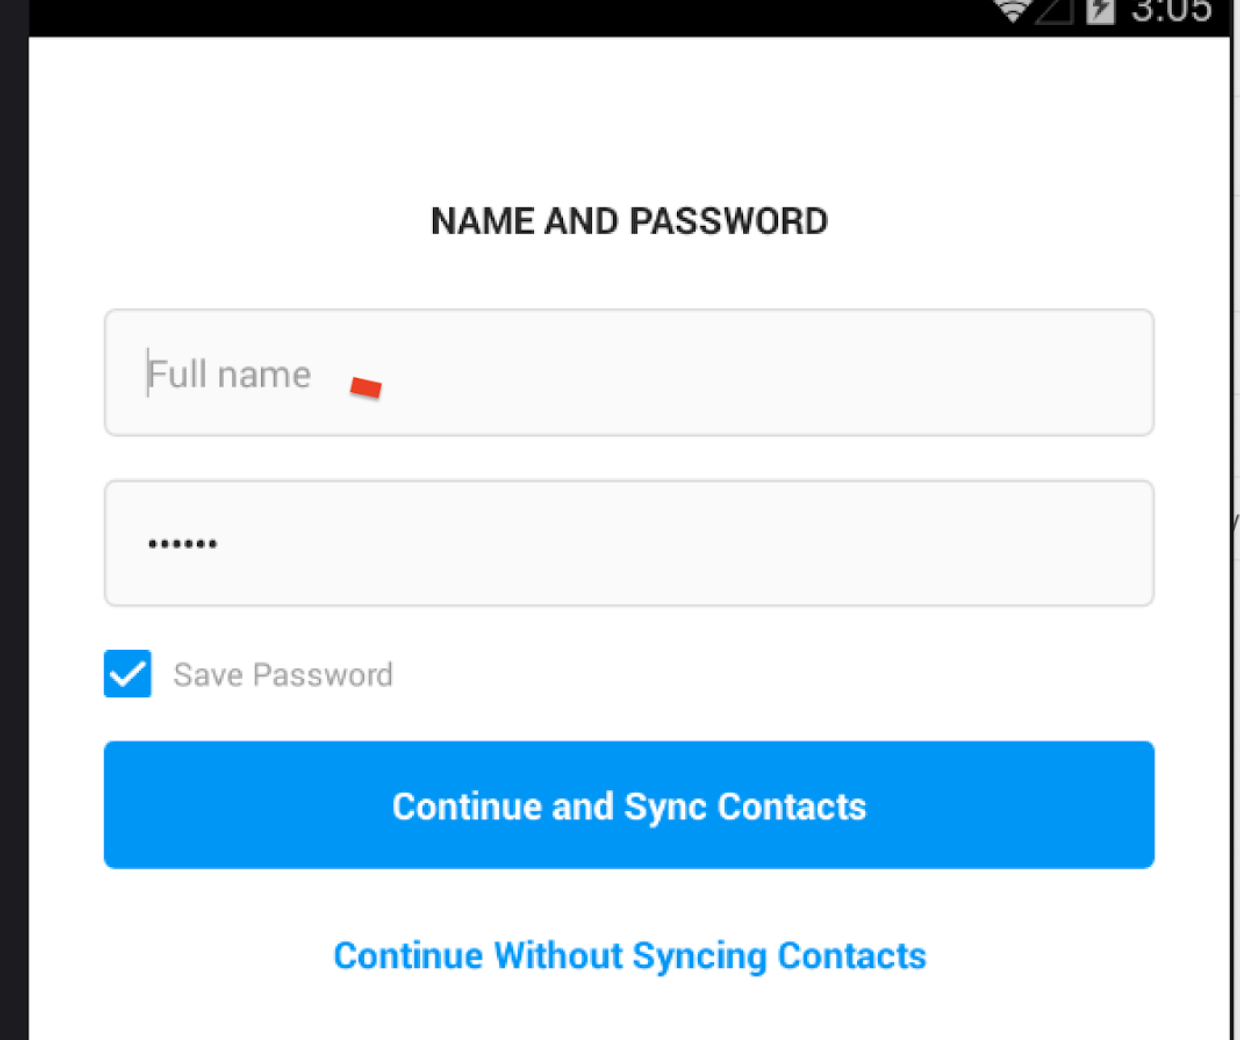 3:05
NAME AND PASSWORD
Full name
••••••
Save Password
Continue and Sync Contacts
Continue Without Syncing Contacts